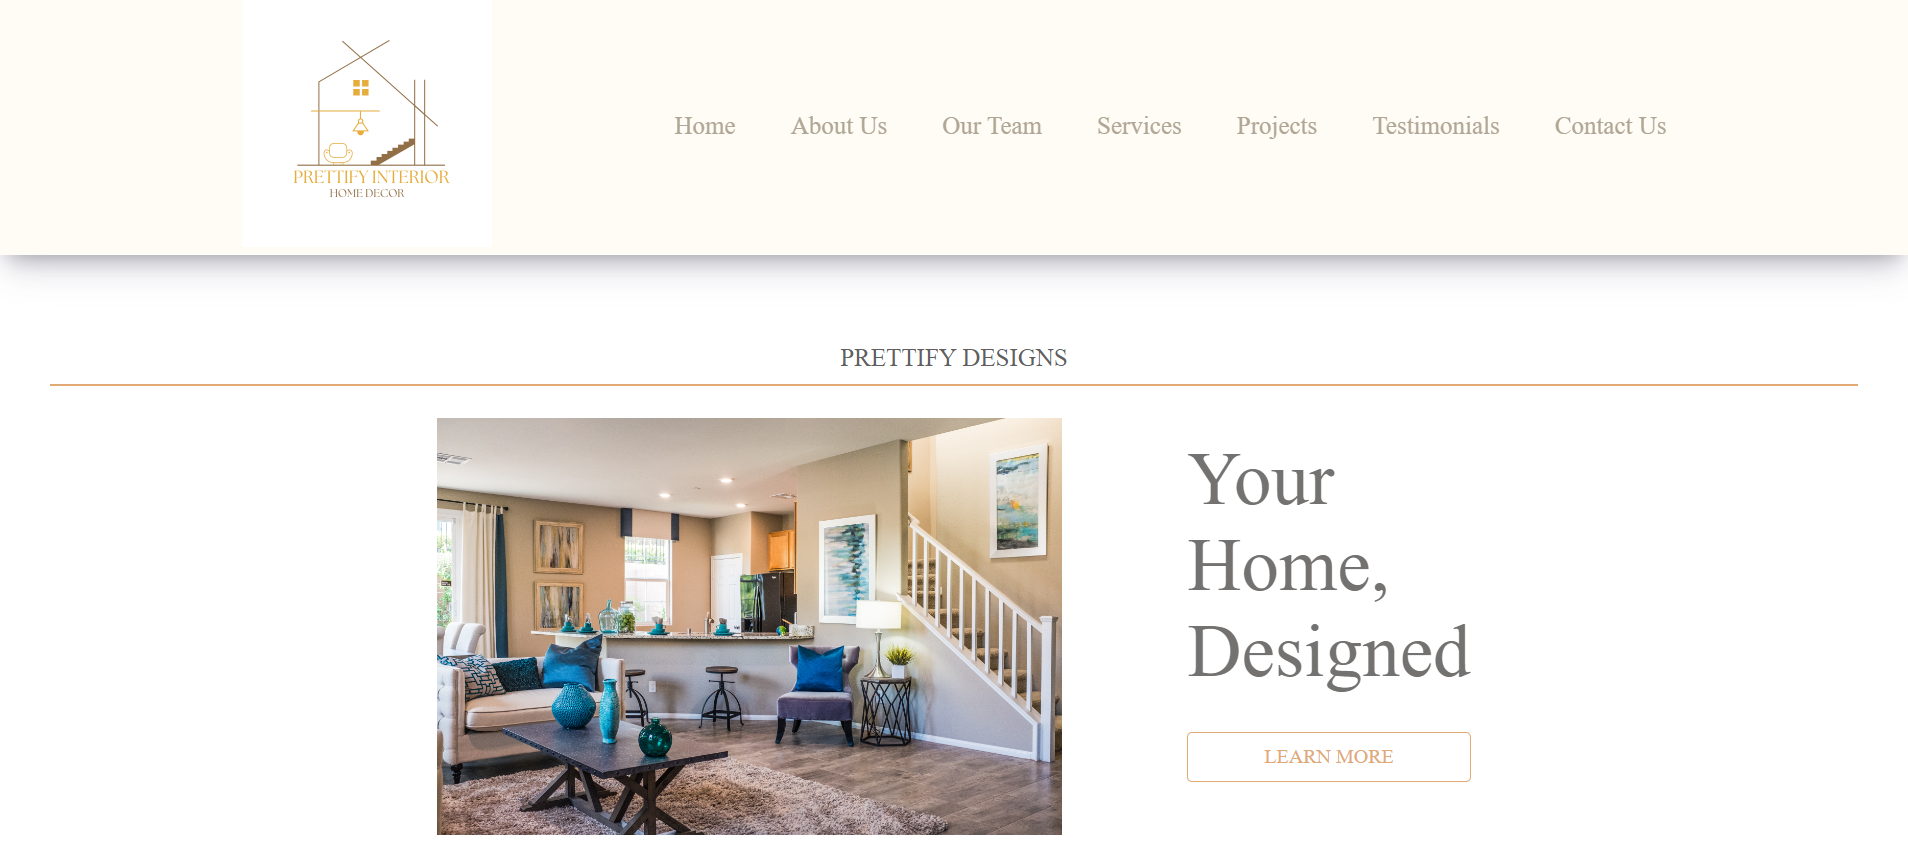 PRETTIFY INTERIOR
HOME DECOR
Home About Us Our Team Services Projects Testimonials Contact Us
PRETTIFY DESIGNS
Your
Home,
Designed
LEARN MORE